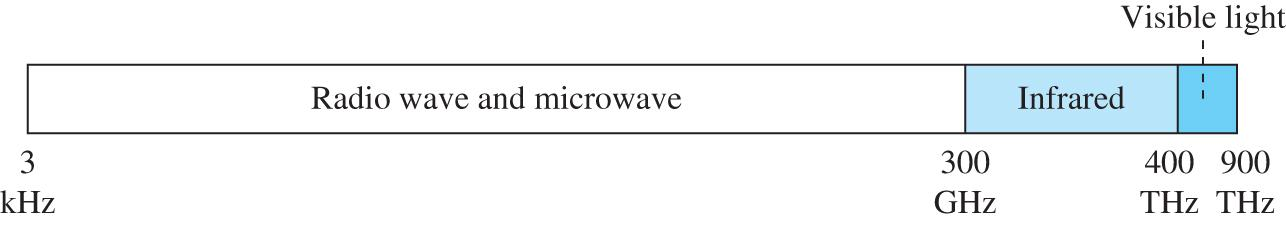 Visible light
Radio wave and microwave Infrared
3 300 400 900
kHz GHz THz THz